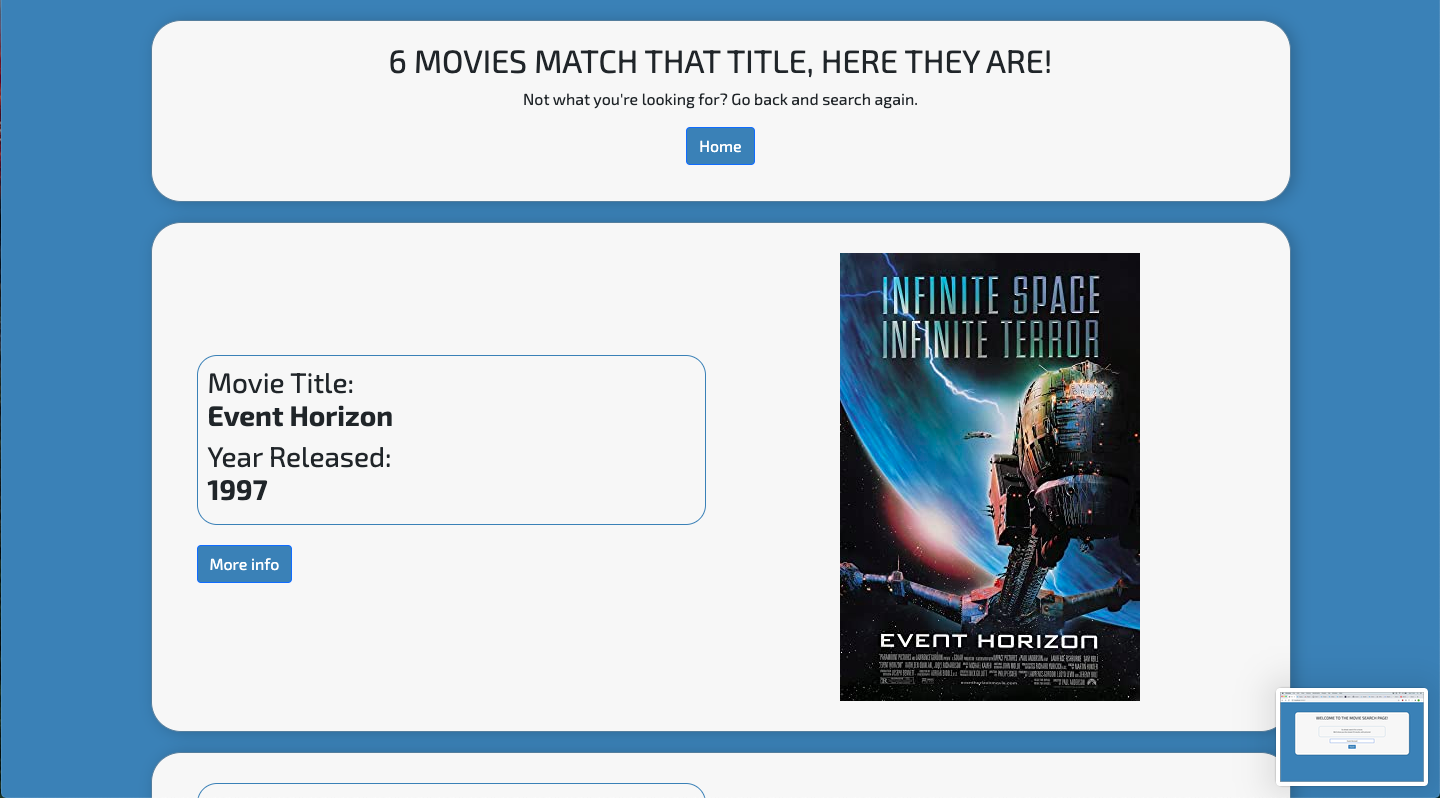 6 MOVIES MATCH THAT TITLE, HERE THEY ARE!
Not what you're looking for? Go back and search again.
Home
Movie Title:
Event Horizon
Year Released:
1997
More info
INFINITE SPACE
INFINITE TERROR
EVENT HORIZON
EVENT HORIZON
WELCOME TO THE MOVIE SEARCH PAGE!